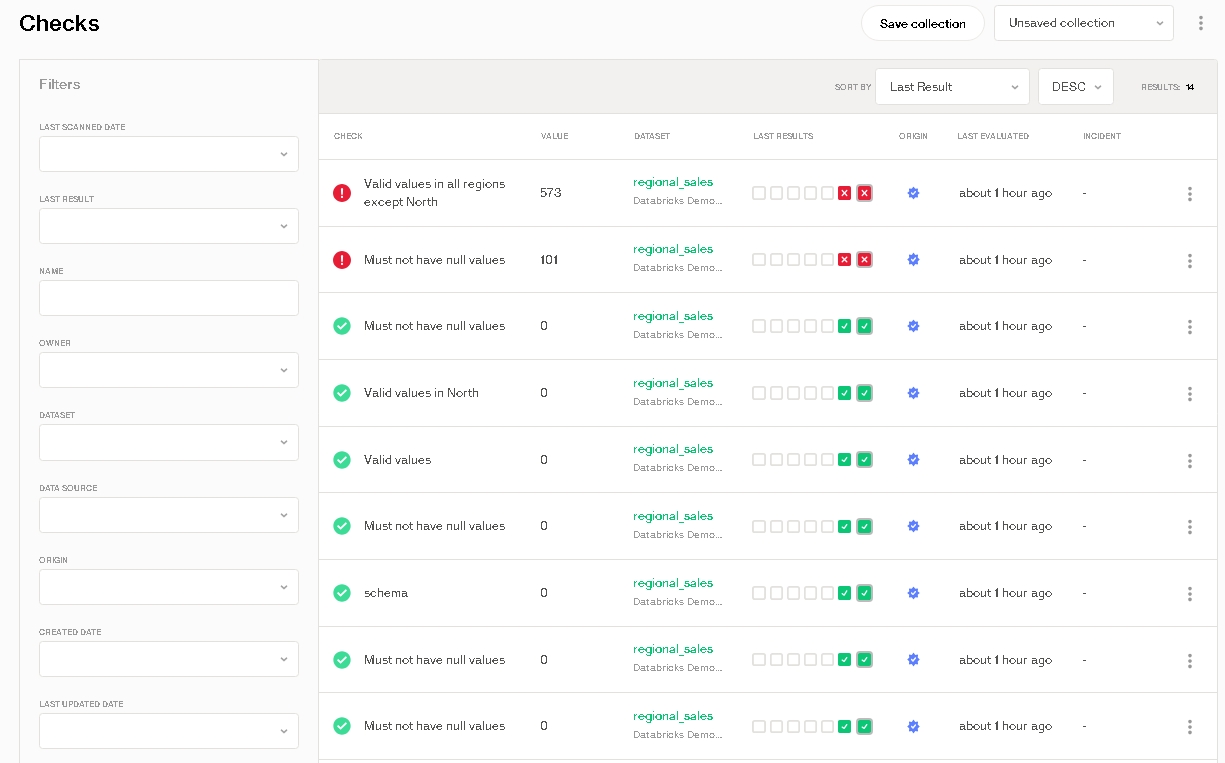 Checks
Save collection
Unsaved collection
Filters
SORT BY
Last Result
DESC
RESULTS: 14
LAST SCANNED DATE
LAST RESULT
NAME
OWNER
DATASET
DATA SOURCE
ORIGIN
CREATED DATE
LAST UPDATED DATE
CHECK VALUE DATASET LAST RESULTS ORIGIN LAST EVALUATED INCIDENT
Valid values in all regions
except North
573
regional_sales
Databricks Demo...
about 1 hour ago
-
Must not have null values
101
regional_sales
Databricks Demo...
about 1 hour ago
-
Must not have null values
0
regional_sales
Databricks Demo...
about 1 hour ago
-
Valid values in North
0
regional_sales
Databricks Demo...
about 1 hour ago
-
Valid values
0
regional_sales
Databricks Demo...
about 1 hour ago
-
Must not have null values
0
regional_sales
Databricks Demo...
about 1 hour ago
-
schema
0
regional_sales
Databricks Demo...
about 1 hour ago
-
Must not have null values
0
regional_sales
Databricks Demo...
about 1 hour ago
-
Must not have null values
0
regional_sales
Databricks Demo...
about 1 hour ago
-